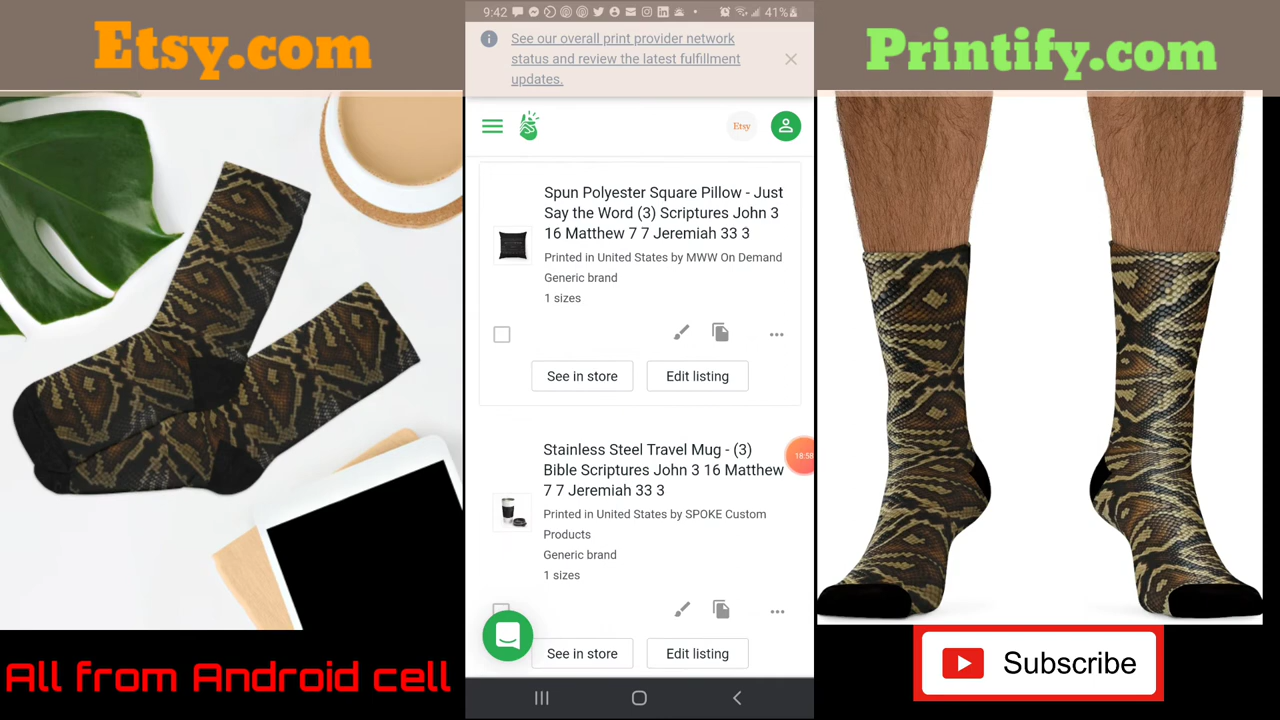 Etsy.com
9:42
41%
See our overall print provider network
status and review the latest fulfillment
updates.
Etsy
Spun Polyester Square Pillow - Just
Say the Word (3) Scriptures John 3
16 Matthew 7 7 Jeremiah 33 3
Printed in United States by MWW On Demand
Generic brand
1 sizes
See in store
Edit listing
Stainless Steel Travel Mug - (3)
Bible Scriptures John 3 16 Matthew
7 7 Jeremiah 33 3
Printed in United States by SPOKE Custom
Products
Generic brand
1 sizes
See in store
Edit listing
18:58
Printify.com
All from Android cell
Subscribe